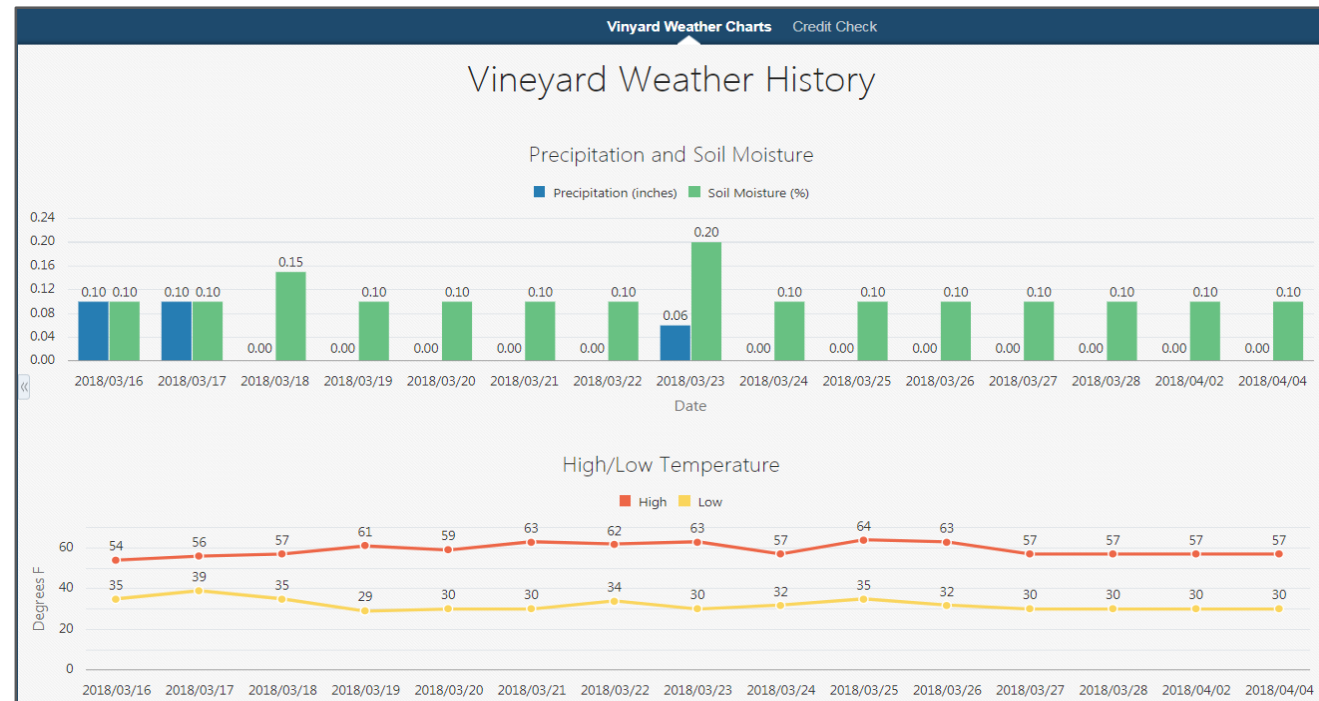 Vinyard Weather Charts Credit Check
Vineyard Weather History
Precipitation and Soil Moisture
Precipitation (inches) Soil Moisture (%)
0.24
0.20
0.16
0.12
0.08
0.04
0.00
0.10 0.10 0.10 0.10 0.00 0.15 0.00 0.10 0.00 0.10 0.00 0.10 0.00 0.10 0.06 0.20 0.00 0.10 0.00 0.10 0.00 0.10 0.00 0.10 0.00 0.10 0.00 0.10 0.00 0.10
«
2018/03/16 2018/03/17 2018/03/18 2018/03/19 2018/03/20 2018/03/21 2018/03/22 2018/03/23 2018/03/24 2018/03/25 2018/03/26 2018/03/27 2018/03/28 2018/04/02 2018/04/04
Date
High/Low Temperature
High Low
Degrees F
60
40
20
0
54 56 57 61 59 63 62 63 57 64 63 57 57 57 57
35 39 35 29 30 30 34 30 32 35 32 30 30 30 30
2018/03/16 2018/03/17 2018/03/18 2018/03/19 2018/03/20 2018/03/21 2018/03/22 2018/03/23 2018/03/24 2018/03/25 2018/03/26 2018/03/27 2018/03/28 2018/04/02 2018/04/04